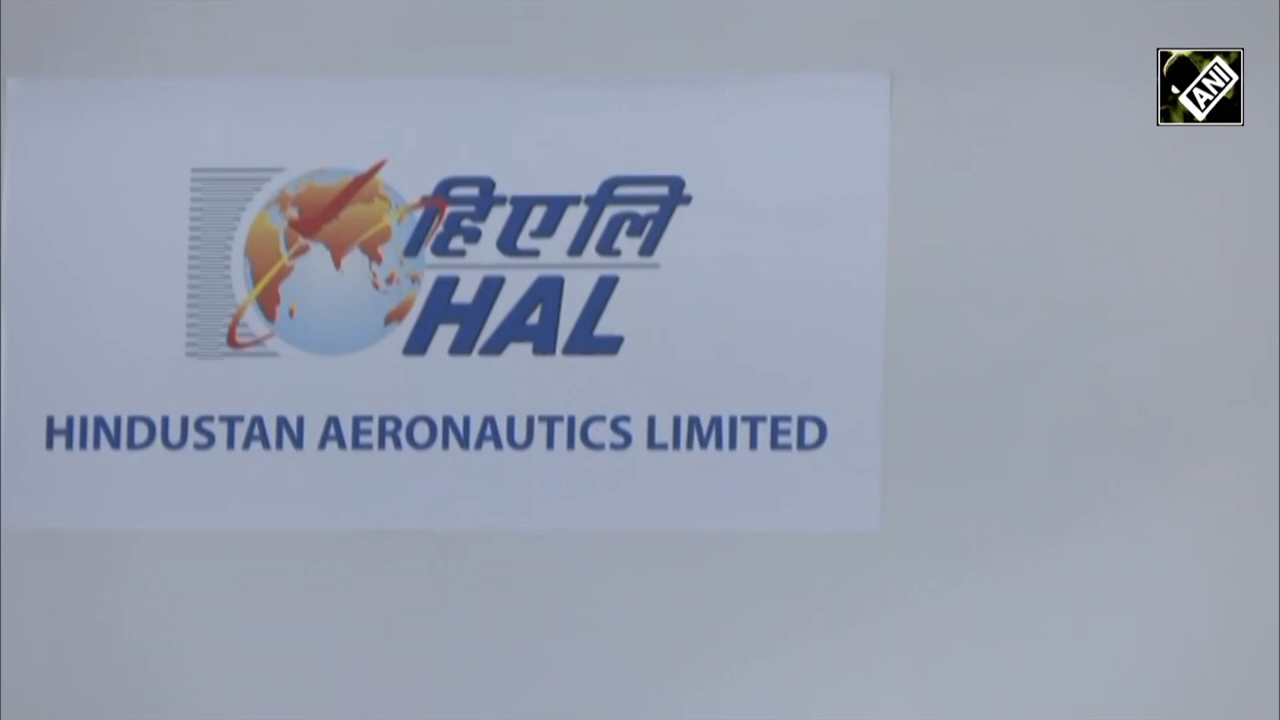 हिएलि
HAL
HINDUSTAN AERONAUTICS LIMITED
ANI